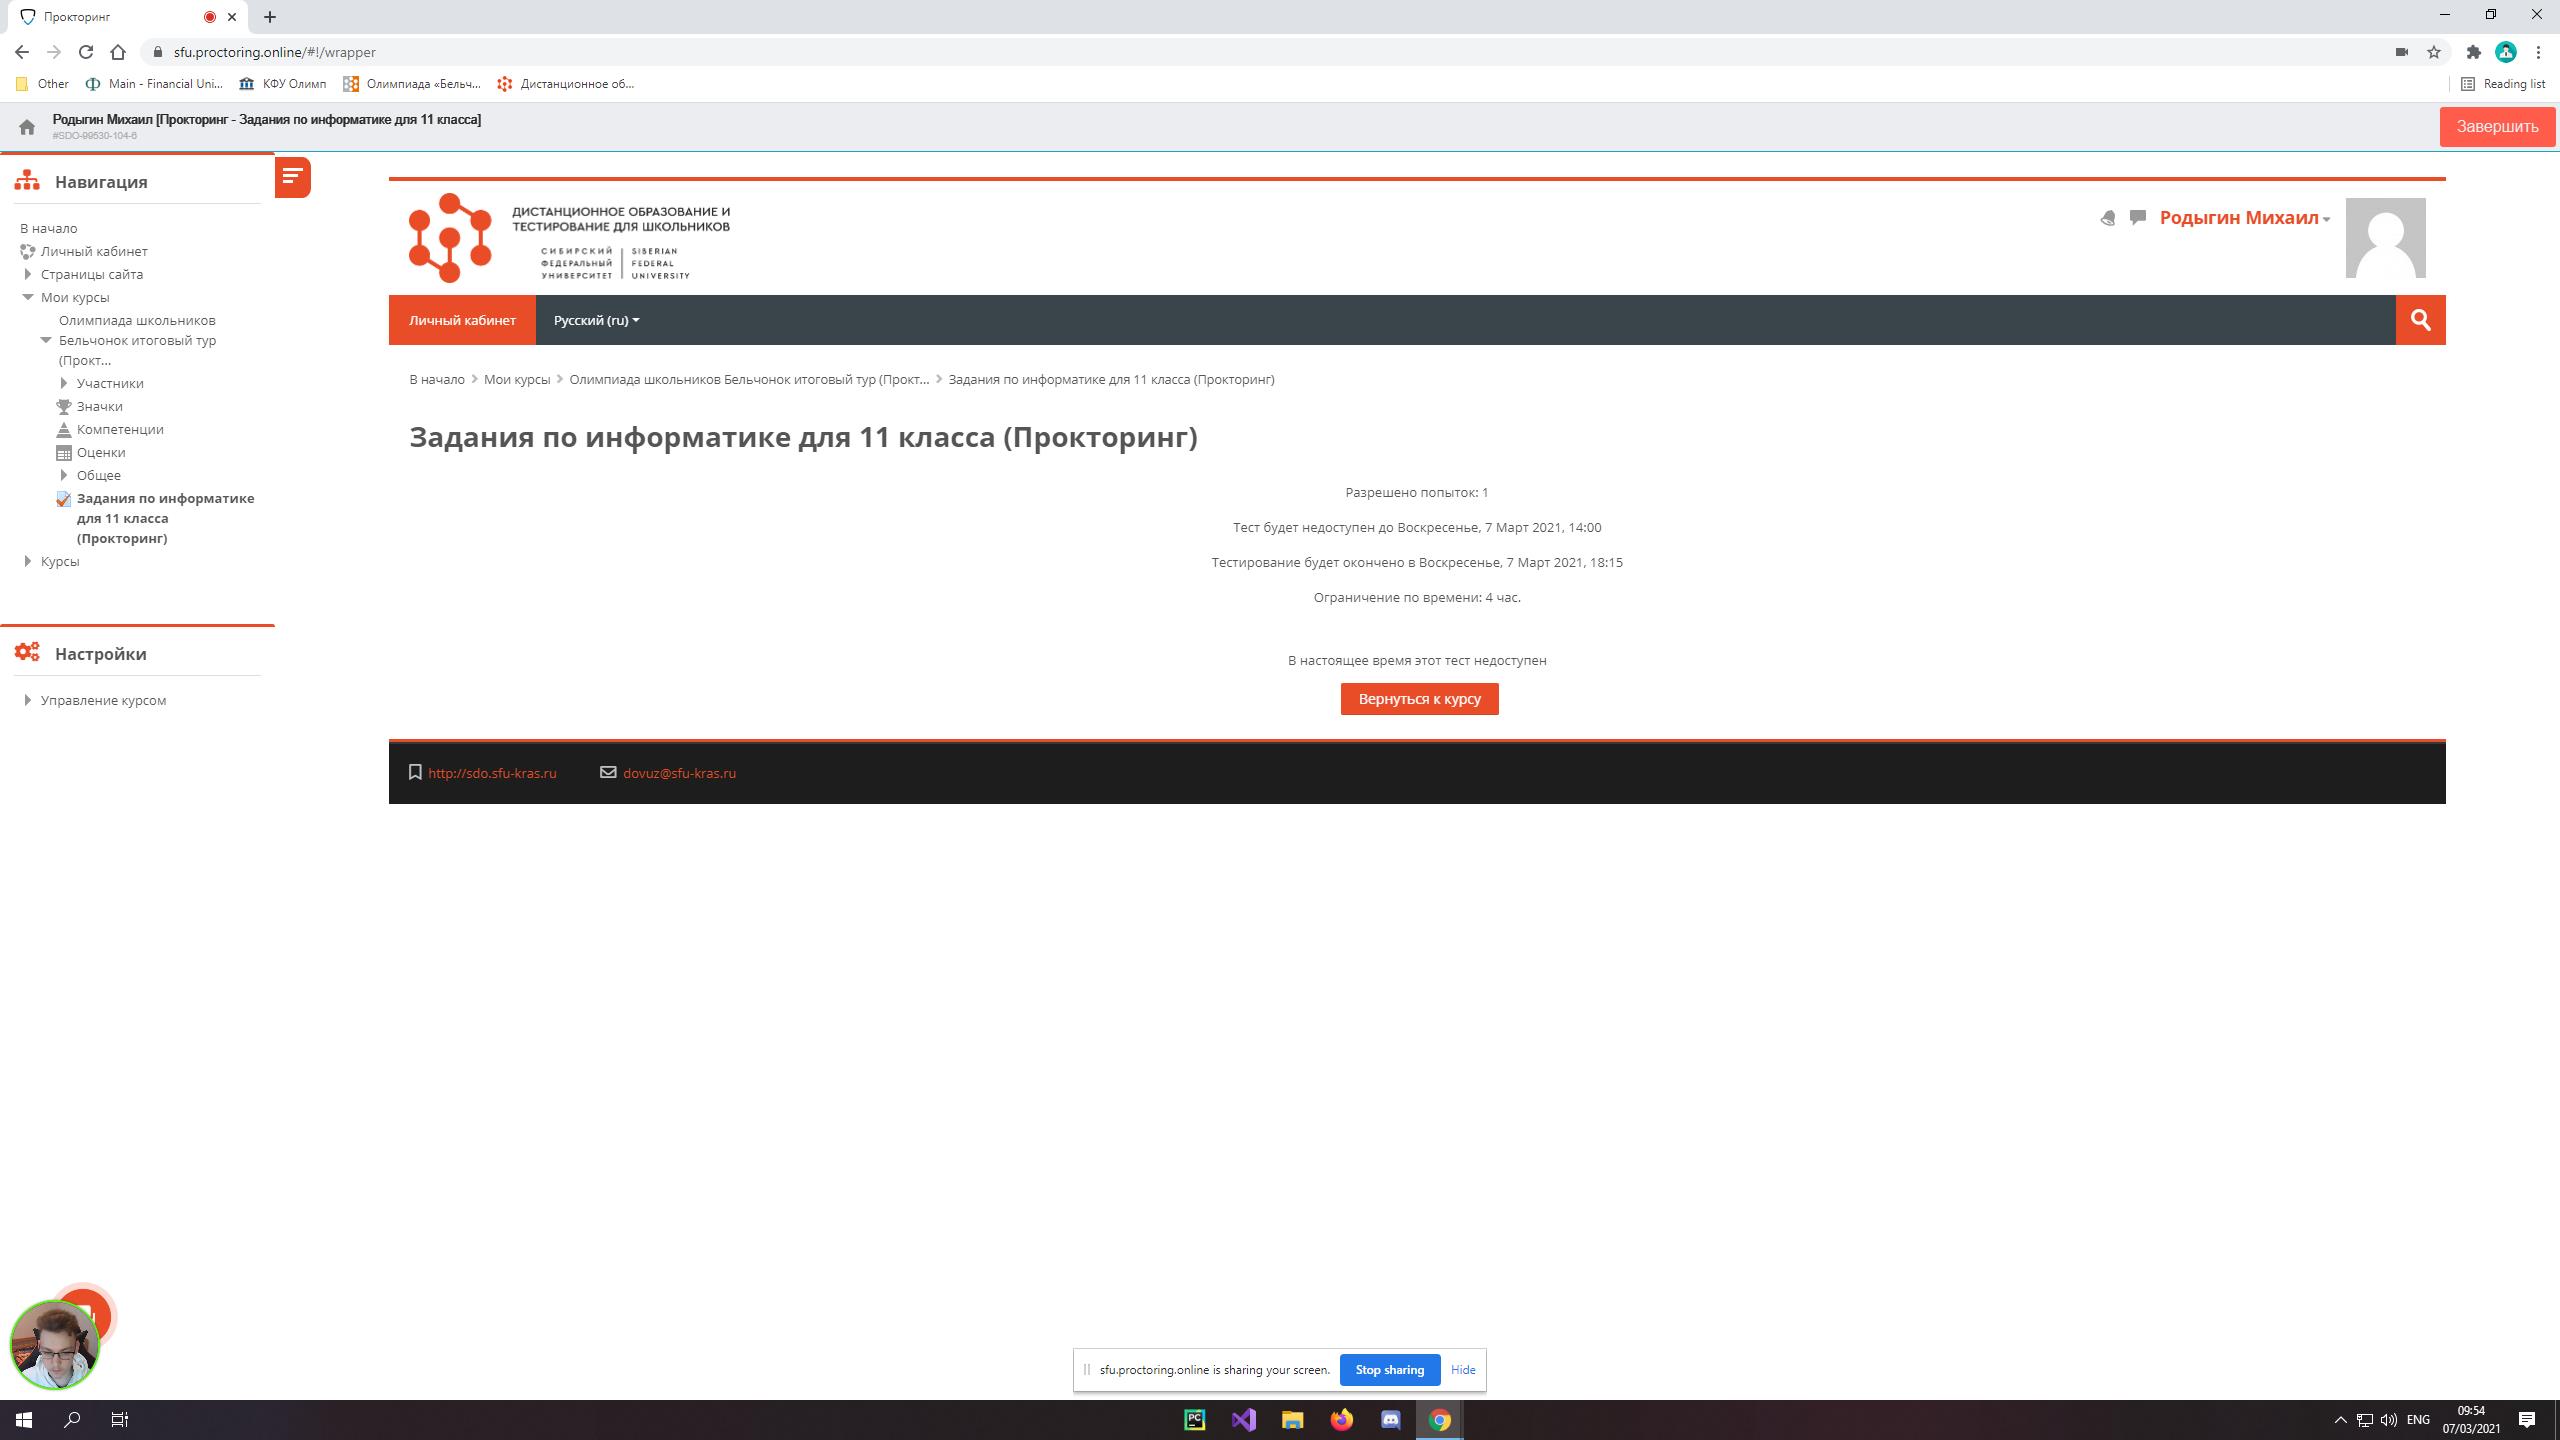 Прокторинг
sfu.proctoring.online/#!/wrapper
Other
Main - Financial Uni...
КФУ Олимп
Олимпиада «Бельч...
Дистанционное об...
Reading list
Родыгин Михаил [Прокторинг - Задания по информатике для 11 класса]
#SDO-99530-104-6
Завершить
Навигация
В начало
Личный кабинет
Страницы сайта
Мои курсы
Олимпиада школьников
Бельчонок итоговый тур
(Прокт...
Участники
Значки
Компетенции
Оценки
Общее
Задания по информатике
для 11 класса
(Прокторинг)
Курсы
Настройки
Управление курсом
ДИСТАНЦИОННОЕ ОБРАЗОВАНИЕ И
ТЕСТИРОВАНИЕ ДЛЯ ШКОЛЬНИКОВ
СИБИРСКИЙ
ФЕДЕРАЛЬНЫЙ
УНИВЕРСИТЕТ
SIBERIAN
FEDERAL
UNIVERSITY
Родыгин Михаил
Личный кабинет
Русский (ru)
В начало
Мои курсы
Олимпиада школьников Бельчонок итоговый тур (Прокт...
Задания по информатике для 11 класса (Прокторинг)
Задания по информатике для 11 класса (Прокторинг)
Разрешено попыток: 1
Тест будет недоступен до Воскресенье, 7 Март 2021, 14:00
Тестирование будет окончено в Воскресенье, 7 Март 2021, 18:15
Ограничение по времени: 4 час.
В настоящее время этот тест недоступен
Вернуться к курсу
http://sdo.sfu-kras.ru
dovuz@sfu-kras.ru
sfu.proctoring.online is sharing your screen.
Stop sharing
Hide
PC
ENG
09:54
07/03/2021